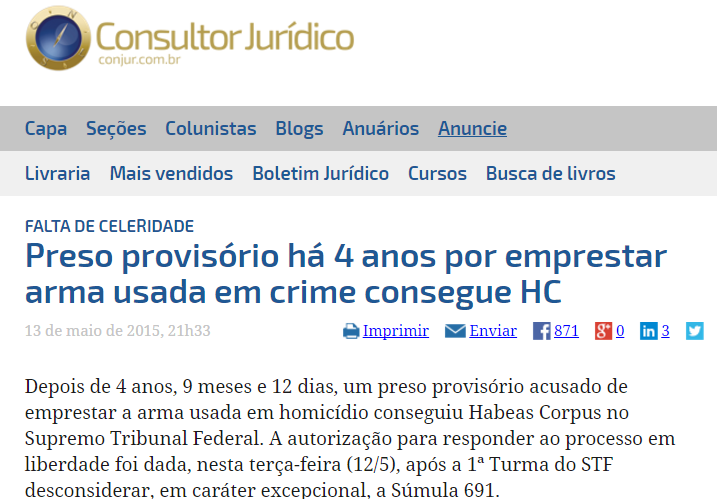 Consultor Jurídico
conjur.com.br
Capa Seções Colunistas Blogs Anuários Anuncie
Livraria Mais vendidos Boletim Jurídico Cursos Busca de livros
FALTA DE CELERIDADE
Preso provisório há 4 anos por emprestar
arma usada em crime consegue HC
13 de maio de 2015, 21h33 Imprimir Enviar 871 0 3
Depois de 4 anos, 9 meses e 12 dias, um preso provisório acusado de
emprestar a arma usada em homicídio conseguiu Habeas Corpus no
Supremo Tribunal Federal. A autorização para responder ao processo em
liberdade foi dada, nesta terça-feira (12/5), após a 1ª Turma do STF
desconsiderar, em caráter excepcional, a Súmula 691.